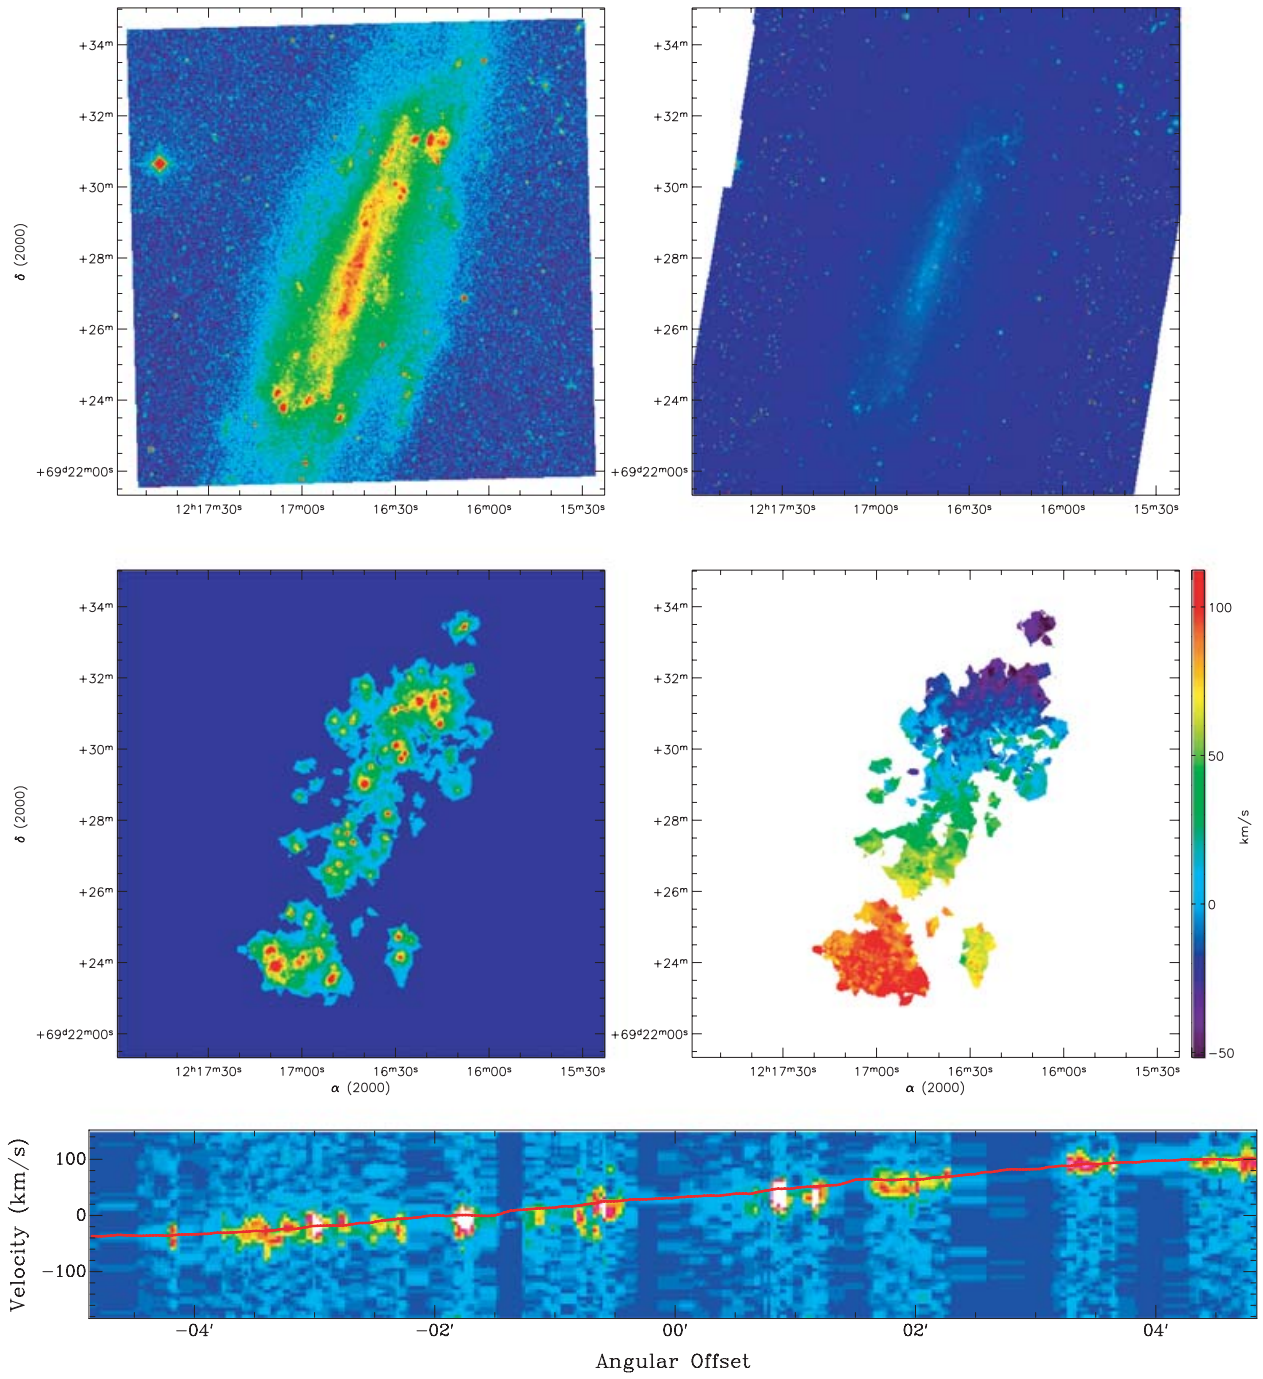 +34ᵐ
+32ᵐ
+30ᵐ
+28ᵐ
+26ᵐ
+24ᵐ
+69ᵈ22ᵐ00ˢ
δ (2000)
12ʰ17ᵐ30ˢ 17ᵐ00ˢ 16ᵐ30ˢ 16ᵐ00ˢ 15ᵐ30ˢ
+34ᵐ
+32ᵐ
+30ᵐ
+28ᵐ
+26ᵐ
+24ᵐ
+69ᵈ22ᵐ00ˢ
12ʰ17ᵐ30ˢ 17ᵐ00ˢ 16ᵐ30ˢ 16ᵐ00ˢ 15ᵐ30ˢ
+34ᵐ
+32ᵐ
+30ᵐ
+28ᵐ
+26ᵐ
+24ᵐ
+69ᵈ22ᵐ00ˢ
δ (2000)
12ʰ17ᵐ30ˢ 17ᵐ00ˢ 16ᵐ30ˢ 16ᵐ00ˢ 15ᵐ30ˢ
α (2000)
+34ᵐ
+32ᵐ
+30ᵐ
+28ᵐ
+26ᵐ
+24ᵐ
+69ᵈ22ᵐ00ˢ
12ʰ17ᵐ30ˢ 17ᵐ00ˢ 16ᵐ30ˢ 16ᵐ00ˢ 15ᵐ30ˢ
α (2000)
100
50
0
−50
km/s
Velocity (km/s)
100
0
−100
−04′ −02′ 00′ 02′ 04′
Angular Offset